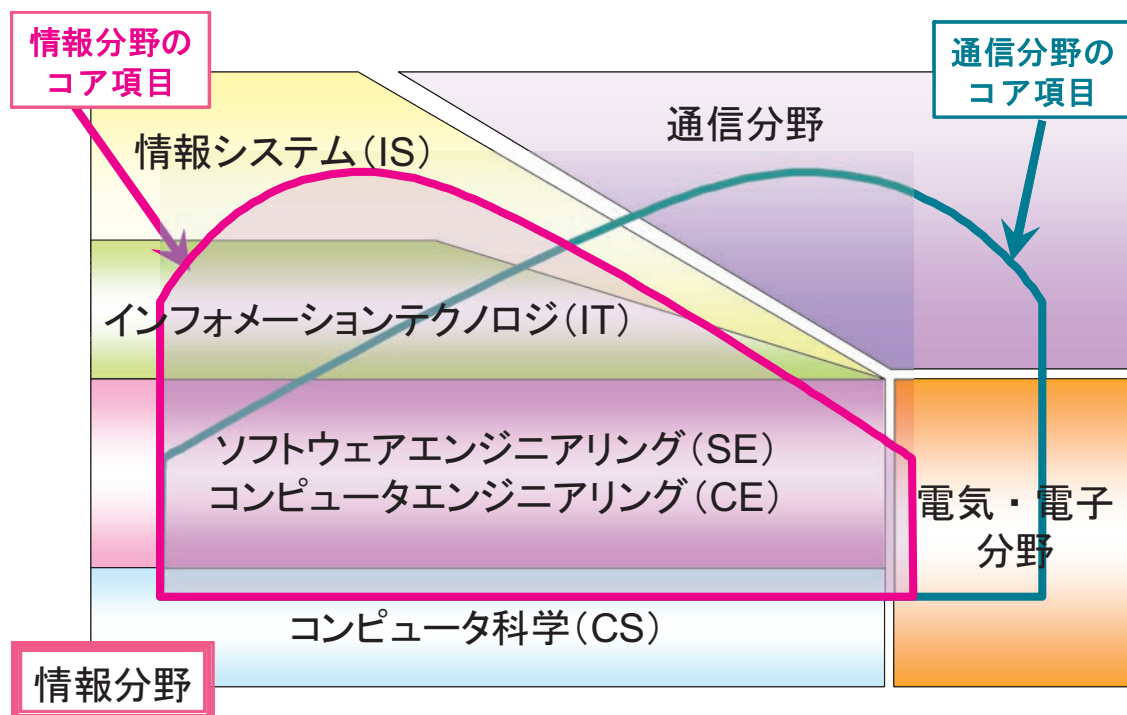 情報分野の
コア項目
通信分野の
コア項目
通信分野
情報システム(IS)
インフォメーションテクノロジ(IT)
ソフトウェアエンジニアリング(SE)
コンピュータエンジニアリング(CE)
電気・電子
分野
コンピュータ科学(CS)
情報分野